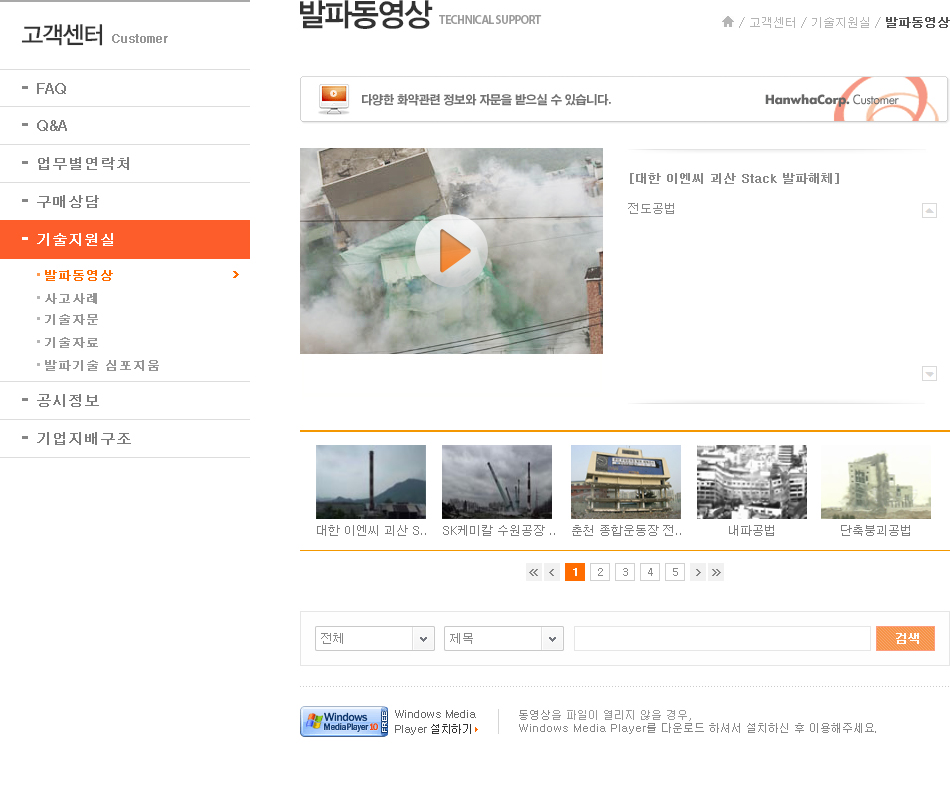 고객센터 Customer
- FAQ
- Q&A
- 업무별연락처
- 구매상담
- 기술지원실
발파동영상
사고사례
기술자문
기술자료
발파기술 심포지움
- 공시정보
- 기업지배구조
발파동영상 TECHNICAL SUPPORT
/ 고객센터 / 기술지원실 / 발파동영상
다양한 화약관련 정보와 자문을 받으실 수 있습니다.
HanwhaCorp. Customer
[대한 이엔씨 괴산 Stack 발파해체]
전도공법
대한 이엔씨 괴산 S..
SK케미칼 수원공장 ..
춘천 종합운동장 전..
내파공법
단축붕괴공법
« < 1 2 3 4 5 > »
전체
제목
검색
Windows
MediaPlayer 10
FREE
Windows Media
Player 설치하기
동영상을 파일이 열리지 않을 경우,
Windows Media Player를 다운로드 하셔서 설치하신 후 이용해주세요.